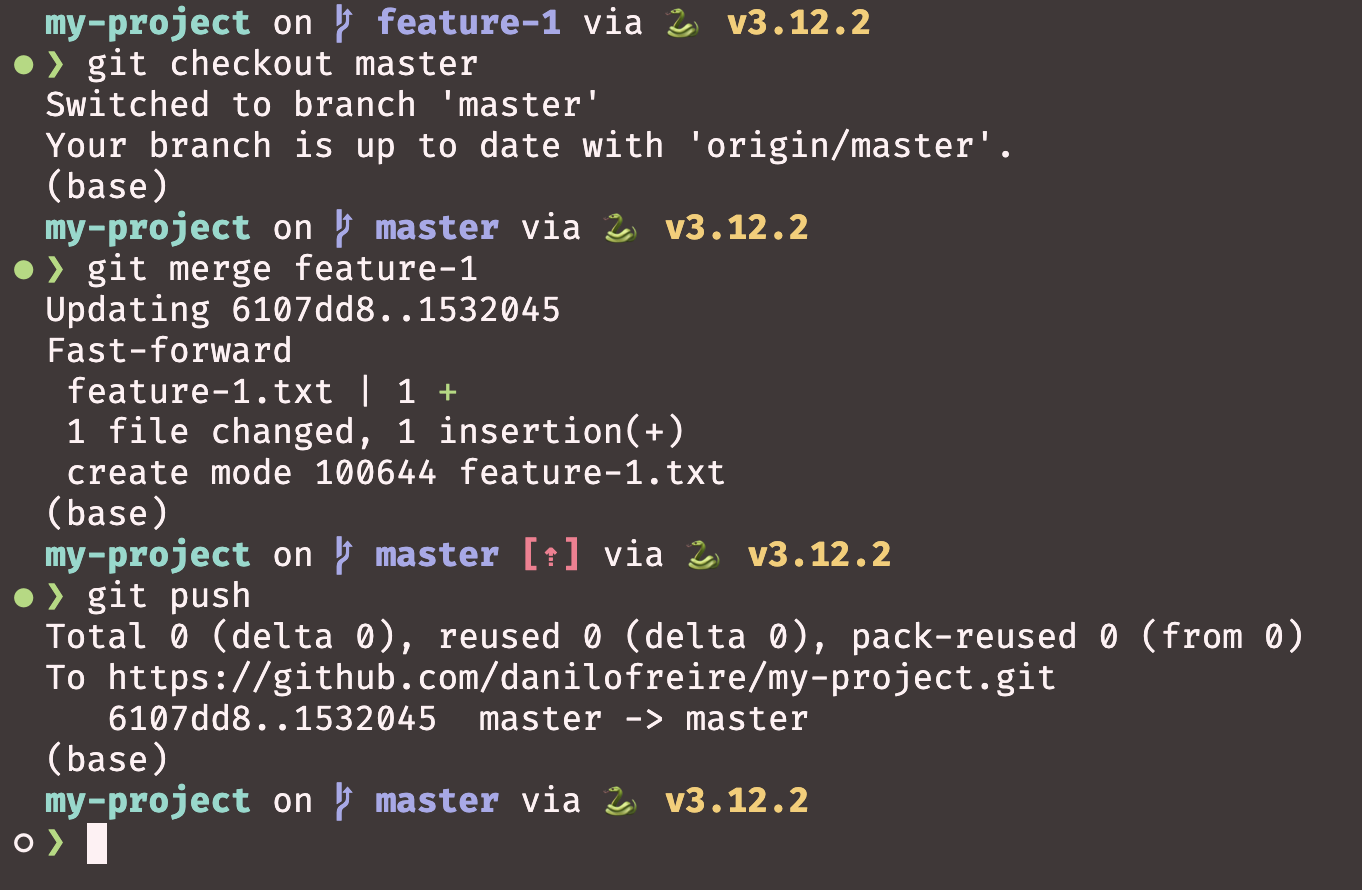 my-project on feature-1 via 🐍 v3.12.2
❯ git checkout master
Switched to branch 'master'
Your branch is up to date with 'origin/master'.
(base)
my-project on master via 🐍 v3.12.2
❯ git merge feature-1
Updating 6107dd8..1532045
Fast-forward
 feature-1.txt | 1 +
 1 file changed, 1 insertion(+)
 create mode 100644 feature-1.txt
(base)
my-project on master [⇡] via 🐍 v3.12.2
❯ git push
Total 0 (delta 0), reused 0 (delta 0), pack-reused 0 (from 0)
To https://github.com/danilofreire/my-project.git
   6107dd8..1532045  master -> master
(base)
my-project on master via 🐍 v3.12.2
❯